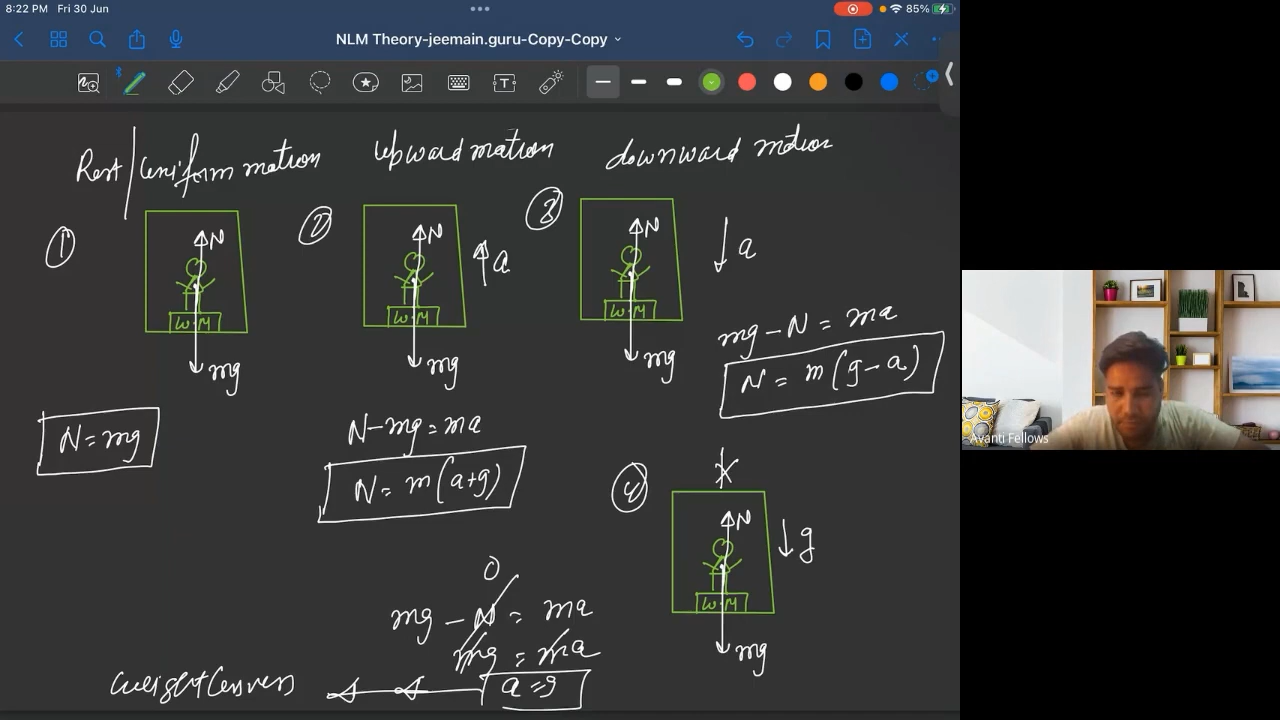 8:22 PM Fri 30 Jun
85%
NLM Theory-jeemain.guru-Copy-Copy
T
Rest/Uniform motion
upward motion
downward motion
①
N
W·M
mg
N=mg
②
N
a
W·M
mg
N-mg=ma
N= m(a+g)
③
N
a
W·M
mg
mg-N = ma
N = m(g-a)
④
N
g
W·M
mg
0
mg - N = ma
mg = ma
a=g
weightlessness
Avanti Fellows